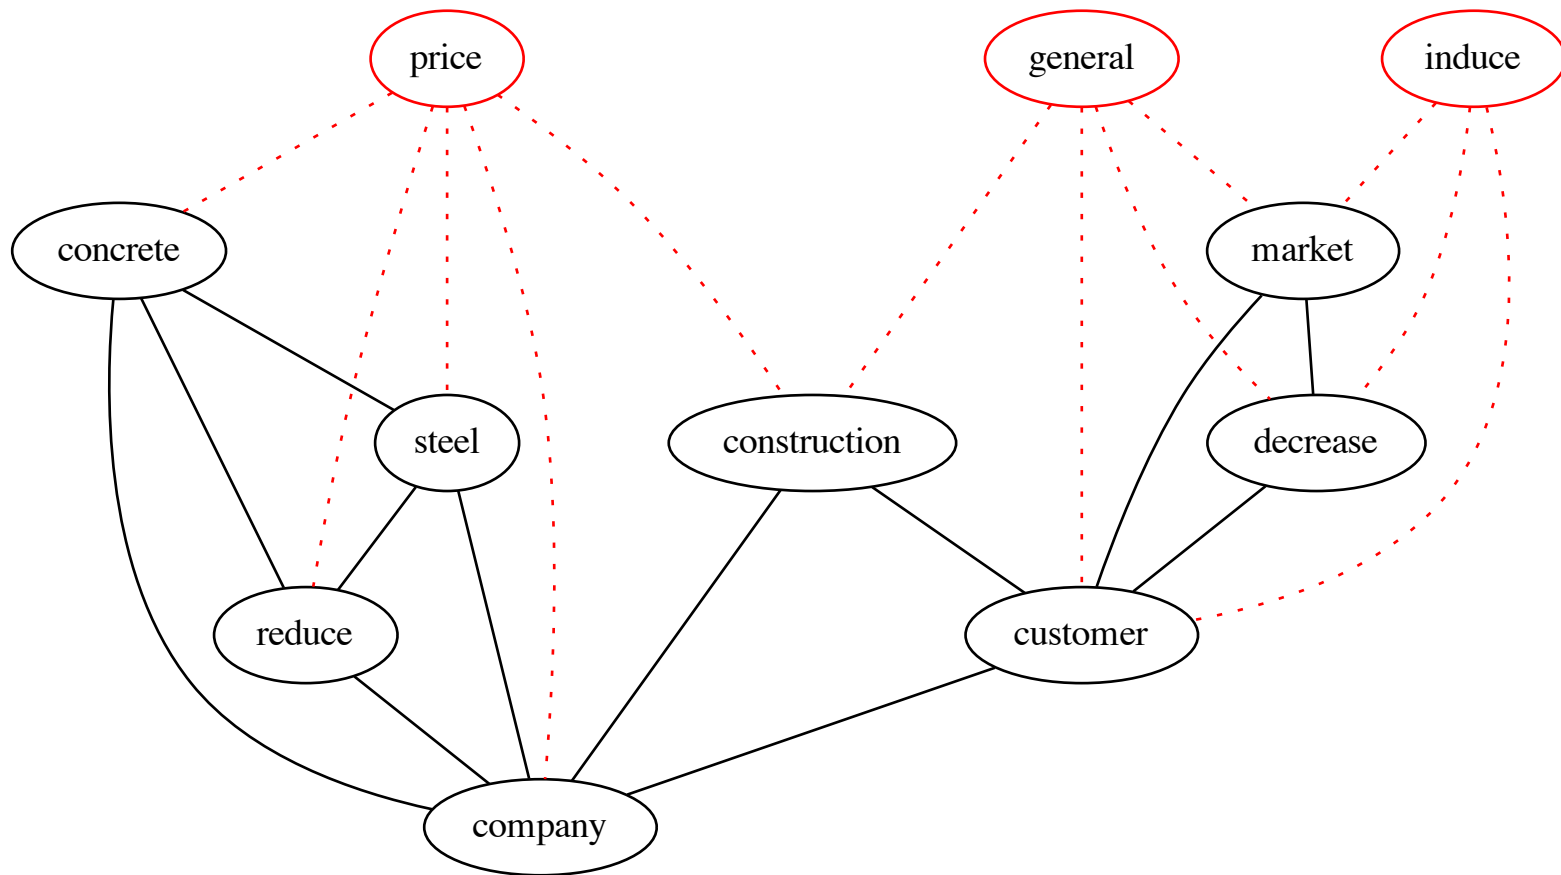 price
general
induce
concrete
market
steel
construction
decrease
reduce
customer
company